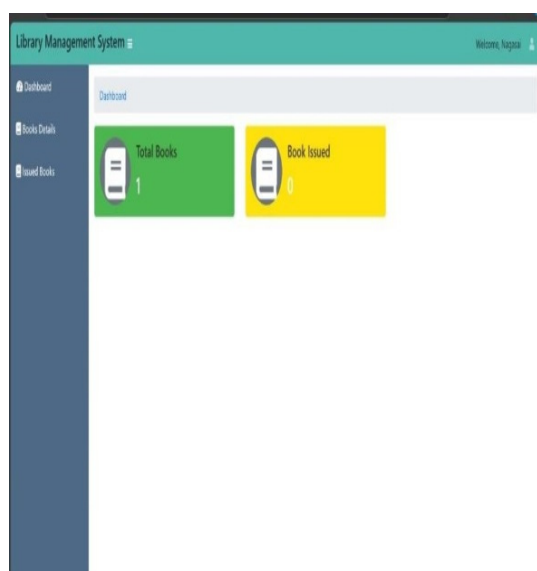 Library Management System
Welcome, Nagasai
Dashboard
Books Details
Issued Books
Dashboard
Total Books
1
Book Issued
0